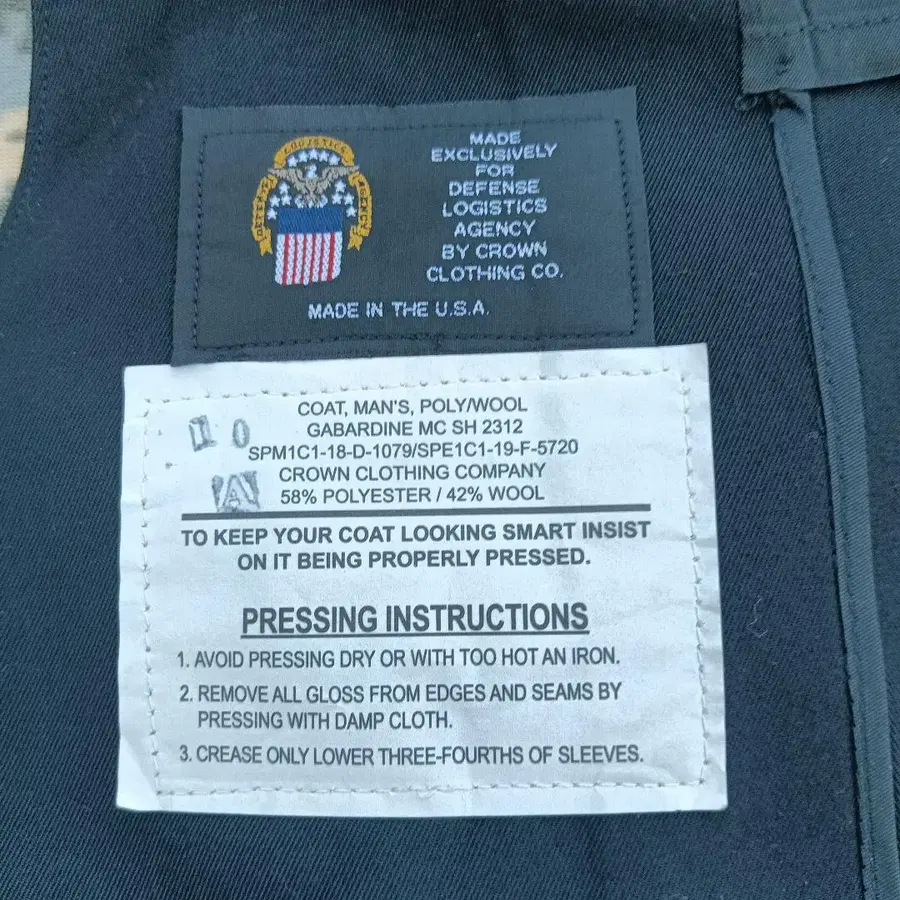 LOGISTICS
DEFENSE
AGENCY
MADE
EXCLUSIVELY
FOR
DEFENSE
LOGISTICS
AGENCY
BY CROWN
CLOTHING CO.
MADE IN THE U.S.A.
10
A
COAT, MAN'S, POLY/WOOL
GABARDINE MC SH 2312
SPM1C1-18-D-1079/SPE1C1-19-F-5720
CROWN CLOTHING COMPANY
58% POLYESTER / 42% WOOL
TO KEEP YOUR COAT LOOKING SMART INSIST
ON IT BEING PROPERLY PRESSED.
PRESSING INSTRUCTIONS
1. AVOID PRESSING DRY OR WITH TOO HOT AN IRON.
2. REMOVE ALL GLOSS FROM EDGES AND SEAMS BY
PRESSING WITH DAMP CLOTH.
3. CREASE ONLY LOWER THREE-FOURTHS OF SLEEVES.